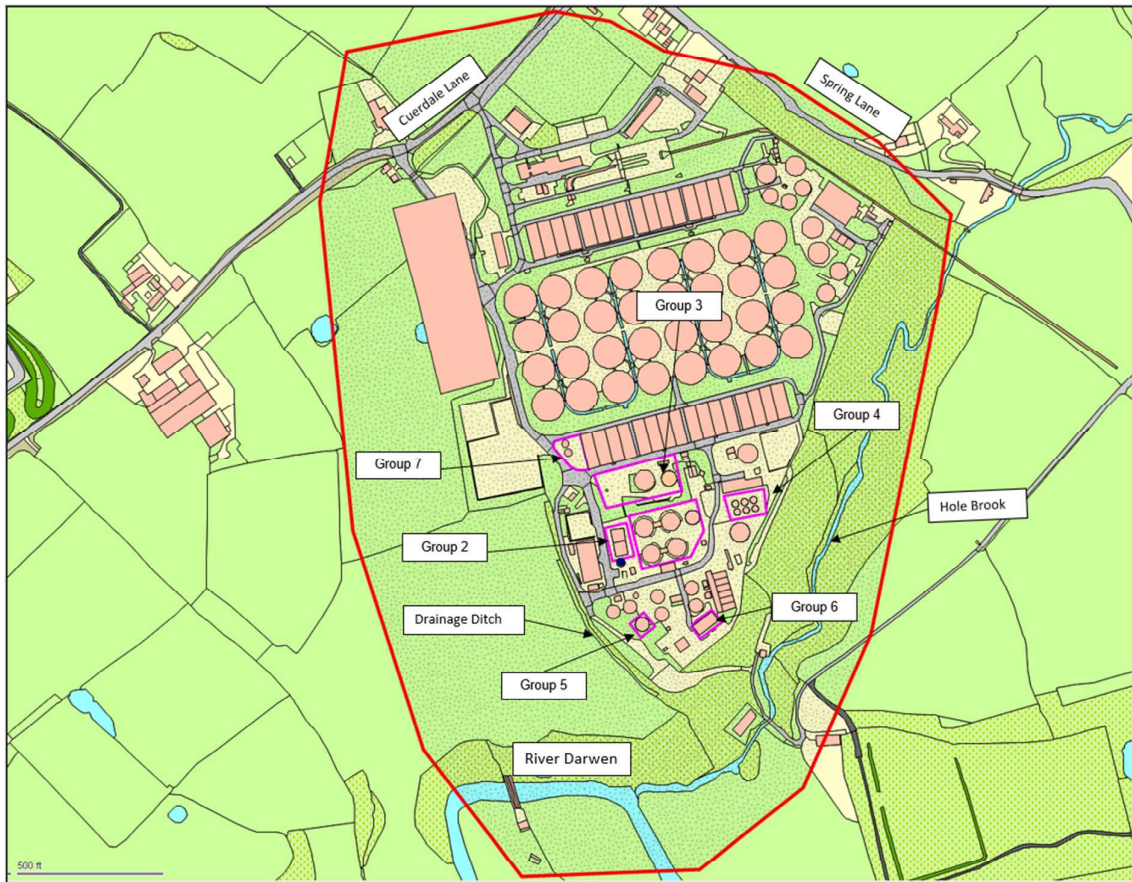 Cuerdale Lane
Spring Lane
Group 3
Group 4
Group 7
Hole Brook
Group 2
Group 6
Drainage Ditch
Group 5
River Darwen
500 ft